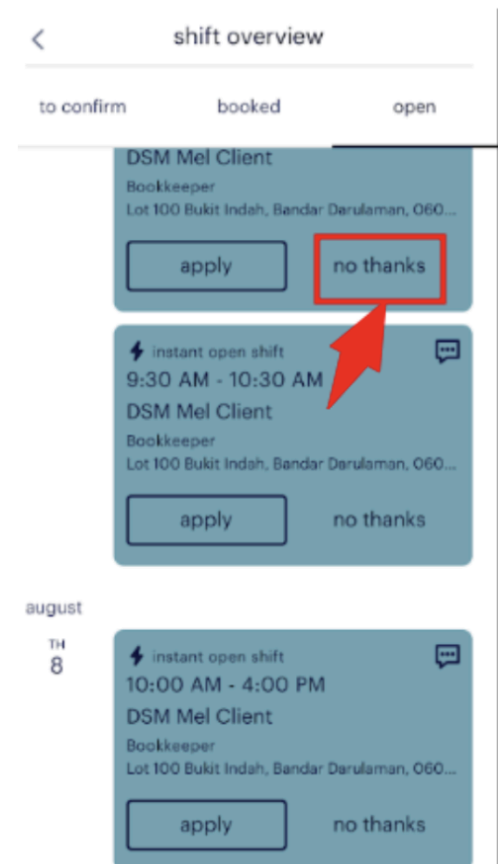 shift overview
to confirm booked open
DSM Mel Client
Bookkeeper
Lot 100 Bukit Indah, Bandar Darulaman, 060...
apply no thanks
instant open shift
9:30 AM - 10:30 AM
DSM Mel Client
Bookkeeper
Lot 100 Bukit Indah, Bandar Darulaman, 060...
apply no thanks
august
TH
8
instant open shift
10:00 AM - 4:00 PM
DSM Mel Client
Bookkeeper
Lot 100 Bukit Indah, Bandar Darulaman, 060...
apply no thanks